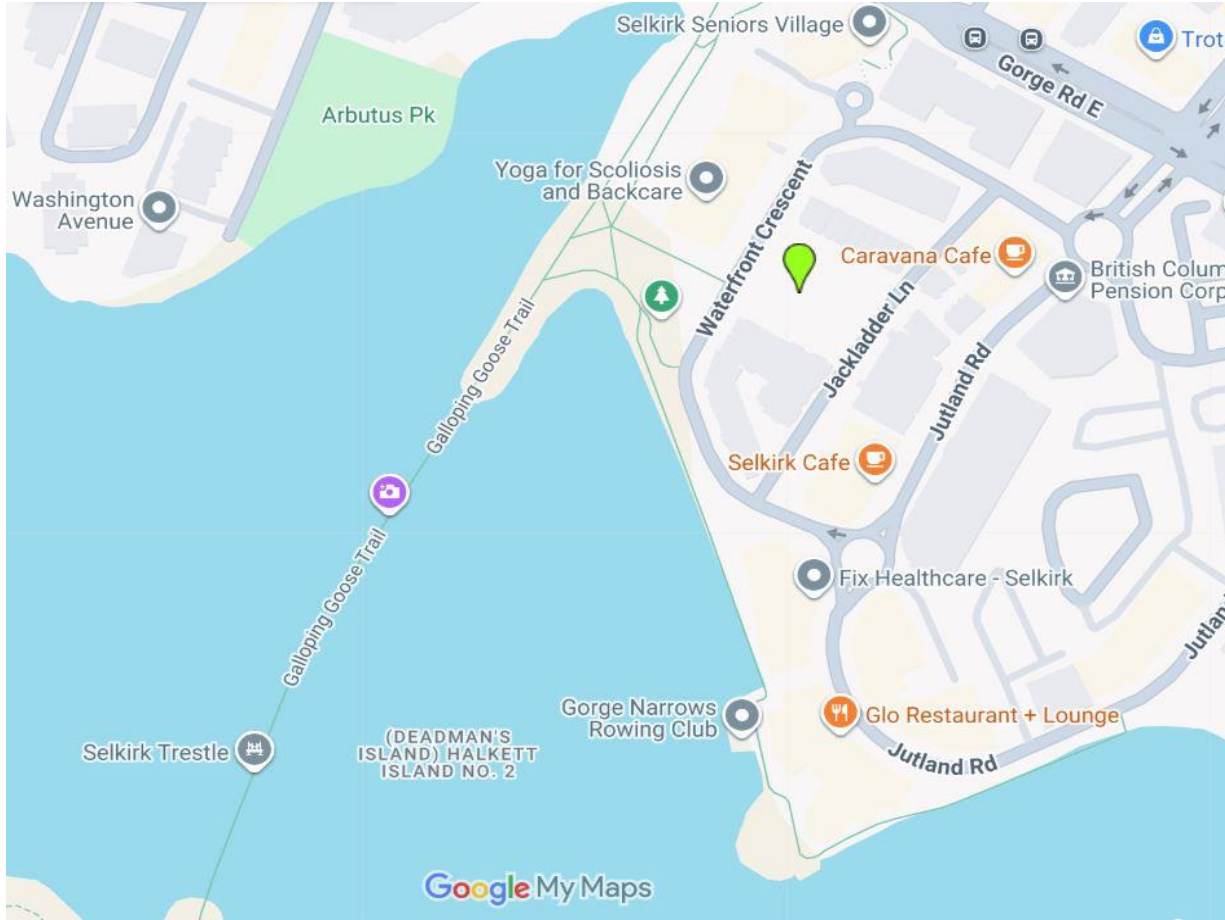 Selkirk Seniors Village
Trot
Gorge Rd E
Arbutus Pk
Yoga for Scoliosis
and Backcare
Washington
Avenue
Waterfront Crescent
Caravana Cafe
British Colum
Pension Corp
Jackladder Ln
Jutland Rd
Galloping Goose Trail
Selkirk Cafe
Galloping Goose Trail
Fix Healthcare - Selkirk
Jutlan
Gorge Narrows
Rowing Club
Glo Restaurant + Lounge
Selkirk Trestle
(DEADMAN'S
ISLAND) HALKETT
ISLAND NO. 2
Jutland Rd
Google My Maps